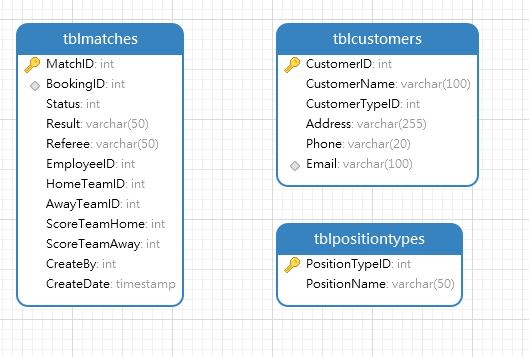 tblmatches
MatchID: int
BookingID: int
Status: int
Result: varchar(50)
Referee: varchar(50)
EmployeeID: int
HomeTeamID: int
AwayTeamID: int
ScoreTeamHome: int
ScoreTeamAway: int
CreateBy: int
CreateDate: timestamp
tblcustomers
CustomerID: int
CustomerName: varchar(100)
CustomerTypeID: int
Address: varchar(255)
Phone: varchar(20)
Email: varchar(100)
tblpositiontypes
PositionTypeID: int
PositionName: varchar(50)